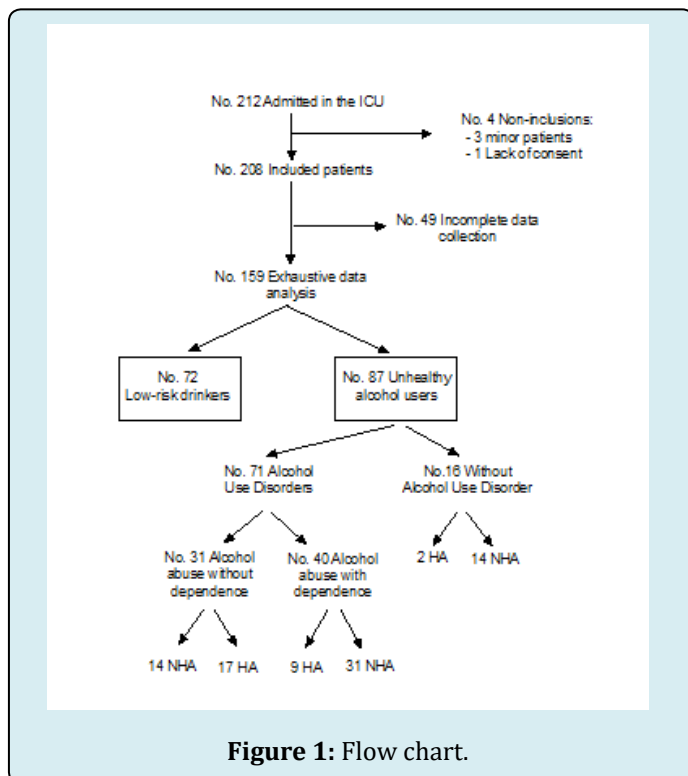 No. 212 Admitted in the ICU
No. 4 Non-inclusions:
- 3 minor patients
- 1 Lack of consent
No. 208 Included patients
No. 49 Incomplete data
collection
No. 159 Exhaustive data
analysis
No. 72
Low-risk drinkers
No. 87 Unhealthy
alcohol users
No. 71 Alcohol
Use Disorders
No.16 Without
Alcohol Use Disorder
2 HA
14 NHA
No. 31 Alcohol
abuse without
dependence
No. 40 Alcohol
abuse with
dependence
14 NHA
17 HA
9 HA
31 NHA
Figure 1: Flow chart.